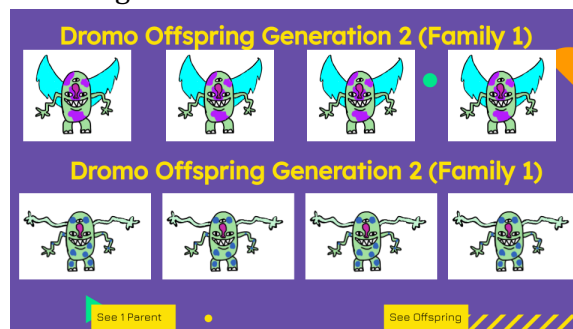 Dromo Offspring Generation 2 (Family 1)
Dromo Offspring Generation 2 (Family 1)
See 1 Parent
See Offspring